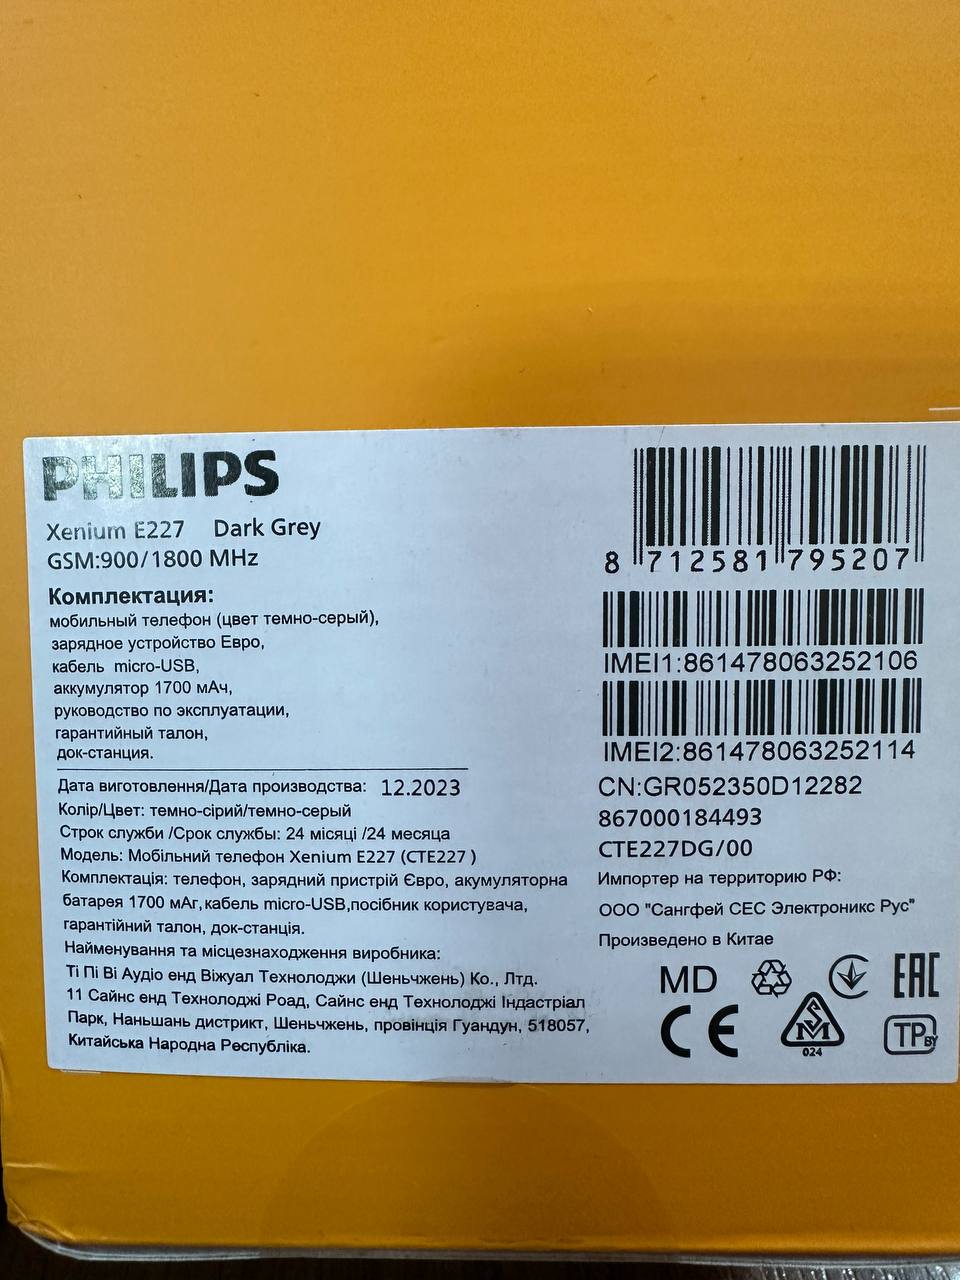 PHILIPS
Xenium E227 Dark Grey
GSM:900/1800 MHz
Комплектация:
мобильный телефон (цвет темно-серый),
зарядное устройство Евро,
кабель micro-USB,
аккумулятор 1700 мАч,
руководство по эксплуатации,
гарантийный талон,
док-станция.
Дата виготовлення/Дата производства: 12.2023
Колір/Цвет: темно-сірий/темно-серый
Строк служби /Срок службы: 24 місяці /24 месяца
Модель: Мобільний телефон Xenium E227 (CTE227 )
Комплектація: телефон, зарядний пристрій Євро, акумуляторна
батарея 1700 мАг, кабель micro-USB,посібник користувача,
гарантійний талон, док-станція.
Найменування та місцезнаходження виробника:
Ті Пі Ві Аудіо енд Віжуал Технолоджи (Шеньчжень) Ко., Лтд.
11 Сайнс енд Технолоджі Роад, Сайнс енд Технолоджі Індастріал
Парк, Наньшань дистрикт, Шеньчжень, провінція Гуандун, 518057,
Китайська Народна Республіка.
8 712581 795207
IMEI1:861478063252106
IMEI2:861478063252114
CN:GR052350D12282
867000184493
CTE227DG/00
Импортер на территорию РФ:
ООО "Сангфей СЕС Электроникс Рус"
Произведено в Китае
MD
EAC
CE
024
TP BY